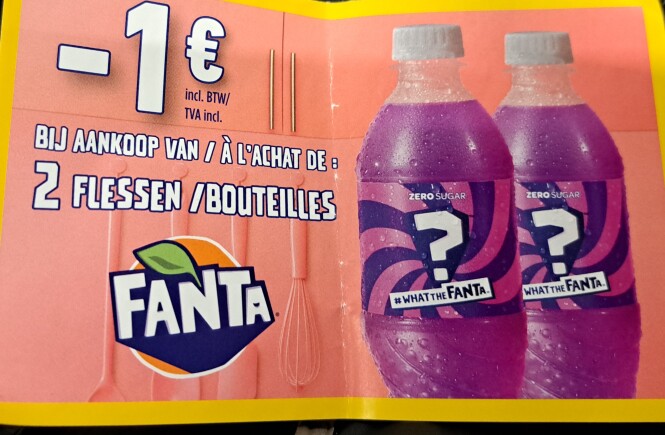 -1€
incl. BTW/
TVA incl.
BIJ AANKOOP VAN / À L'ACHAT DE :
2 FLESSEN /BOUTEILLES
FANTA
ZERO SUGAR
?
#WHAT THE FANTA
ZERO SUGAR
?
WHAT THE FANTA